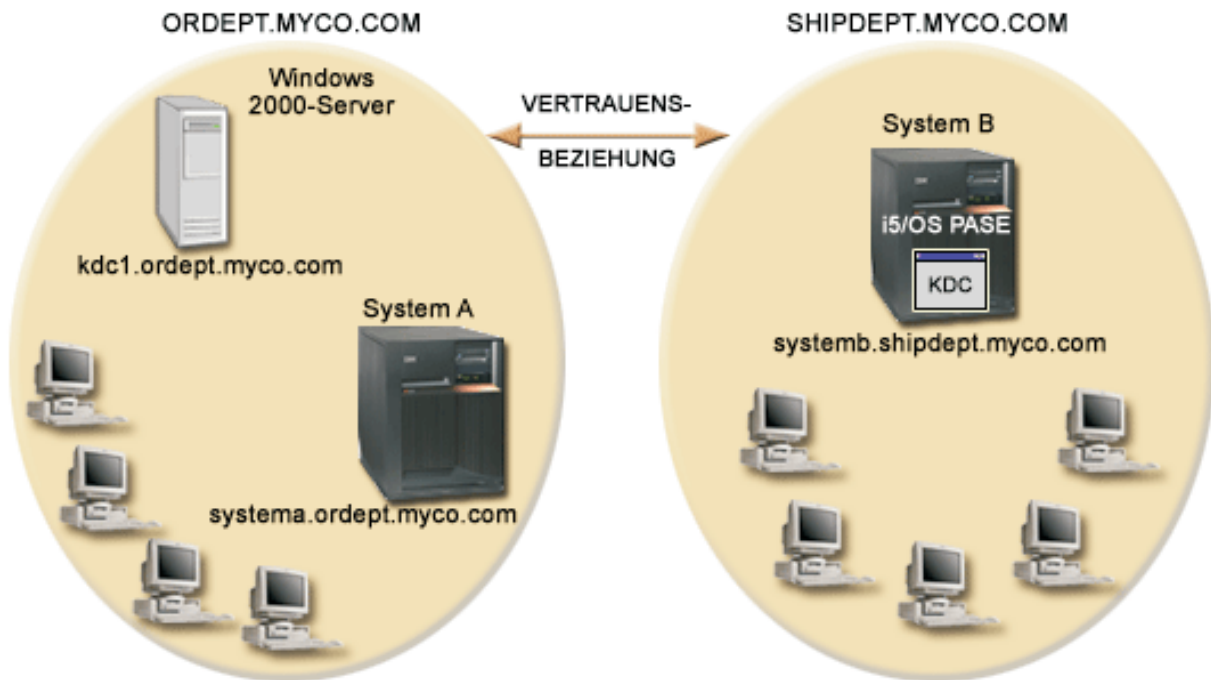 ORDEPT.MYCO.COM
Windows
2000-Server
kdc1.ordept.myco.com
System A
systema.ordept.myco.com
VERTRAUENS-
BEZIEHUNG
SHIPDEPT.MYCO.COM
System B
i5/OS PASE
KDC
systemb.shipdept.myco.com